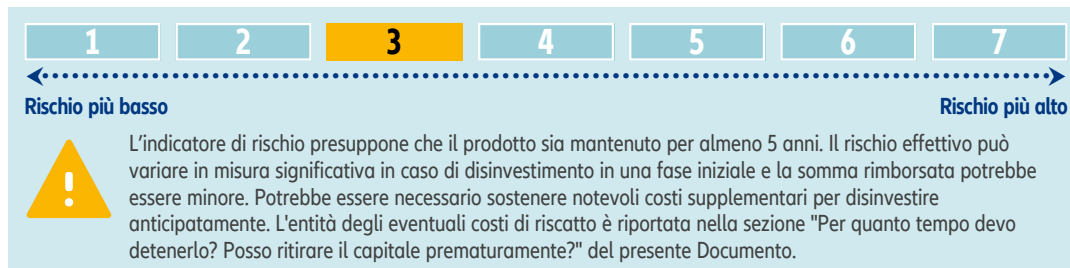 1 2 3 4 5 6 7
Rischio più basso Rischio più alto
L'indicatore di rischio presuppone che il prodotto sia mantenuto per almeno 5 anni. Il rischio effettivo può
variare in misura significativa in caso di disinvestimento in una fase iniziale e la somma rimborsata potrebbe
essere minore. Potrebbe essere necessario sostenere notevoli costi supplementari per disinvestire
anticipatamente. L'entità degli eventuali costi di riscatto è riportata nella sezione "Per quanto tempo devo
detenerlo? Posso ritirare il capitale prematuramente?" del presente Documento.